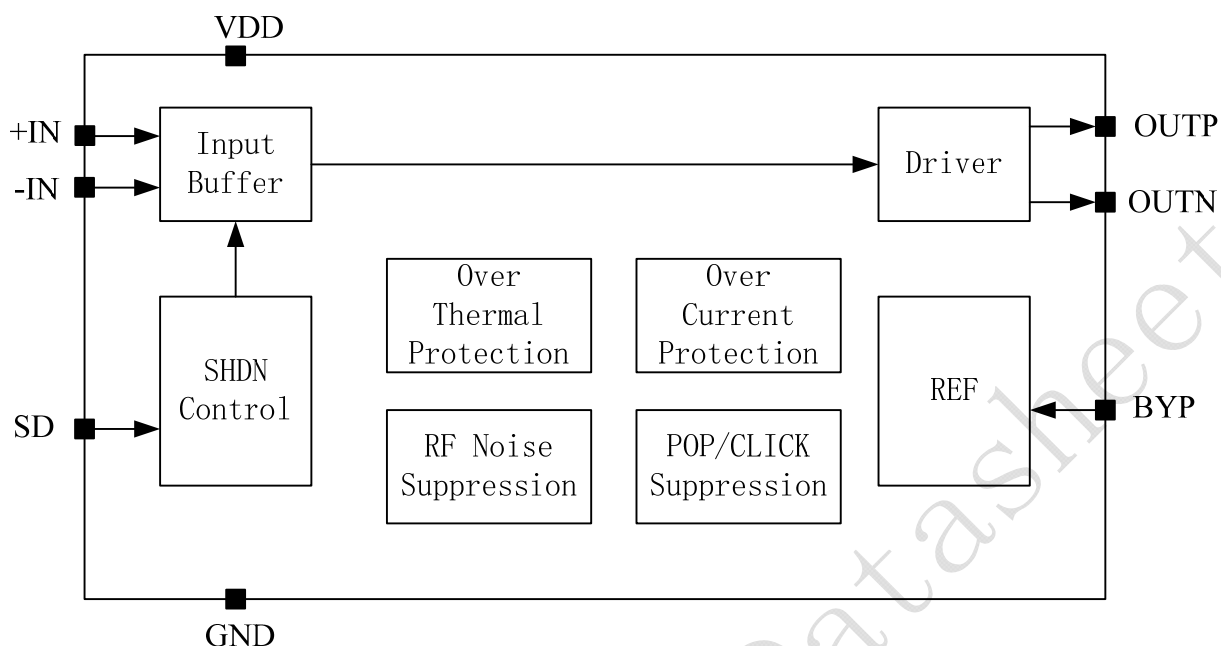 VDD
+IN
-IN
Input
Buffer
Driver
OUTP
OUTN
Over
Thermal
Protection
Over
Current
Protection
SHDN
Control
REF
SD
BYP
RF Noise
Suppression
POP/CLICK
Suppression
GND
Datasheet